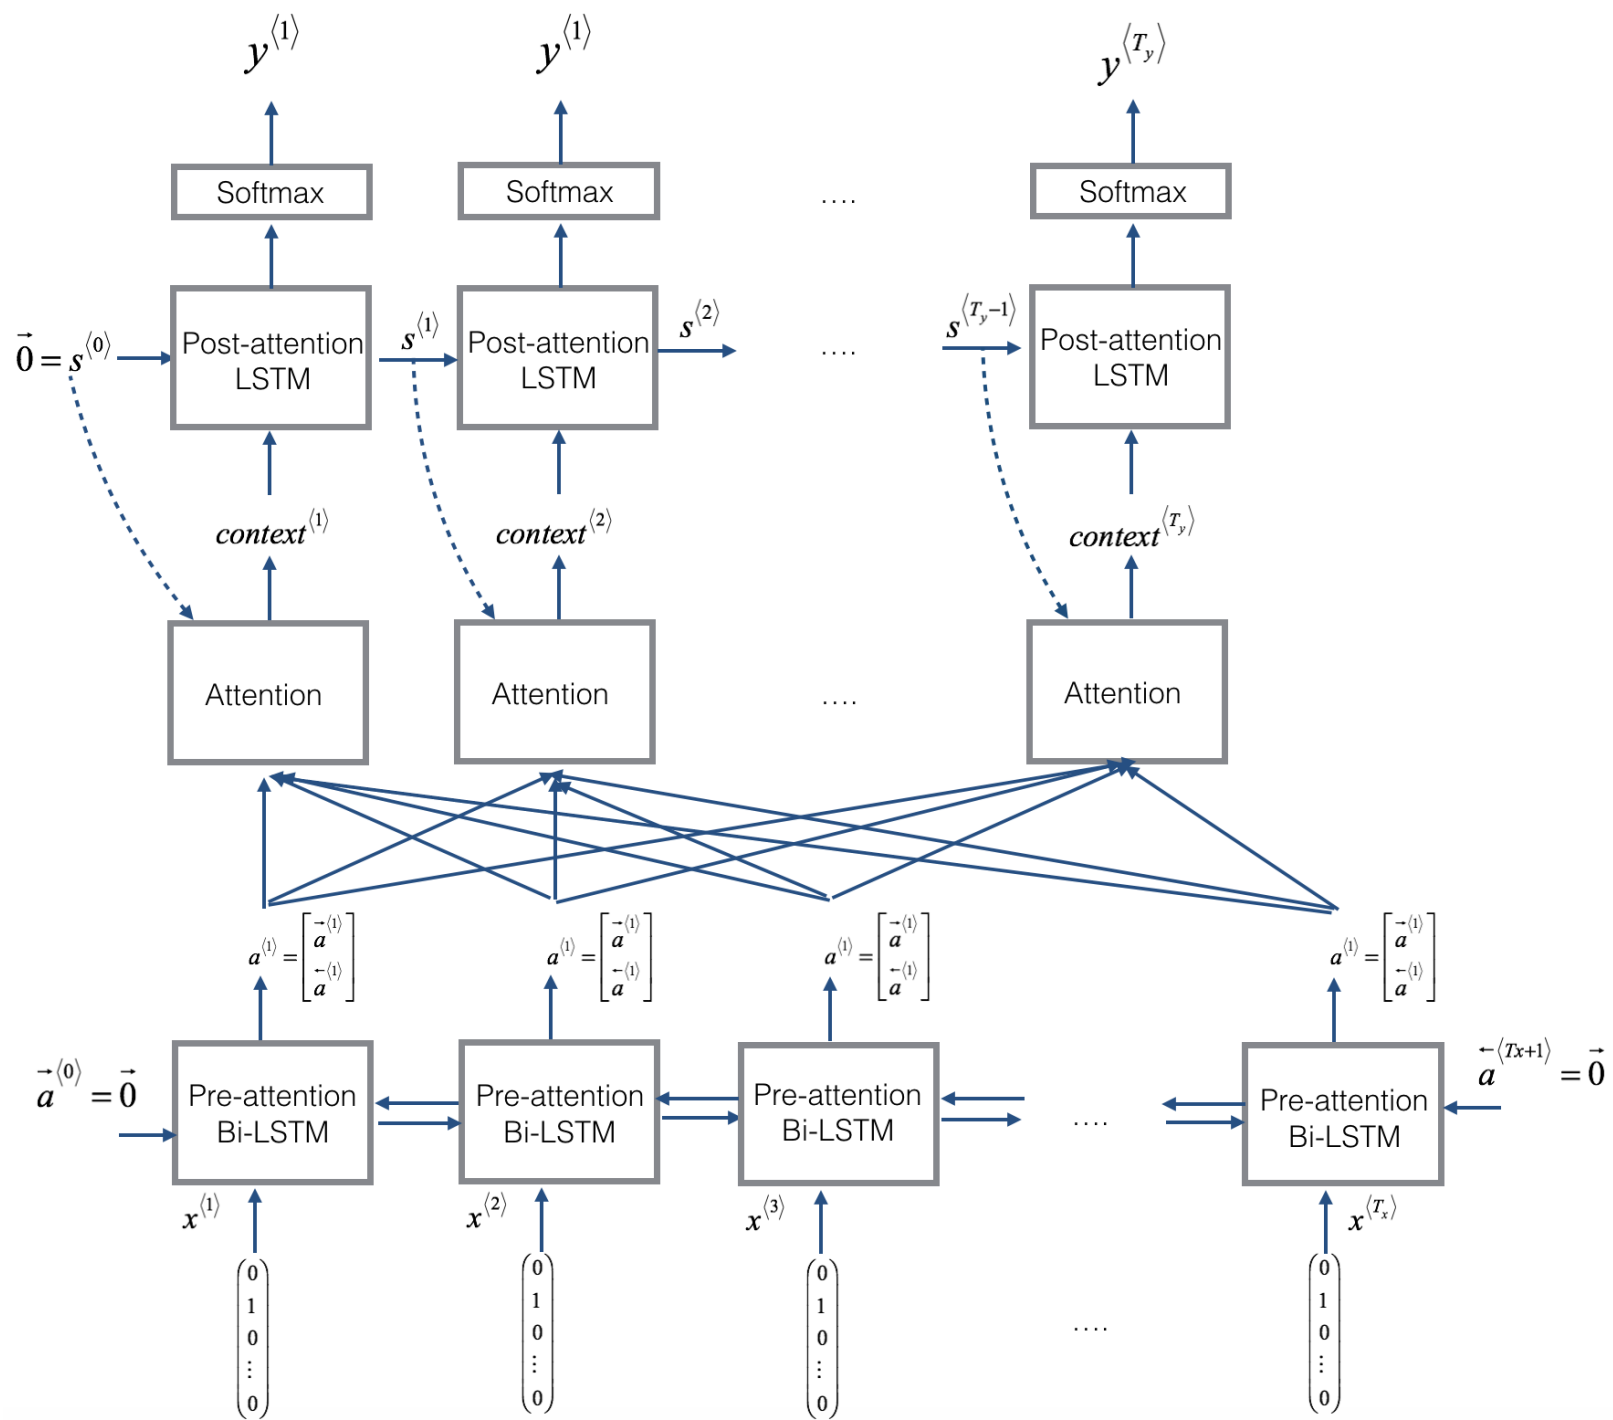 y⟨1⟩ y⟨1⟩ y⟨T_y⟩
Softmax Softmax .... Softmax
0⃗ = s⟨0⟩ Post-attention LSTM s⟨1⟩ Post-attention LSTM s⟨2⟩ .... s⟨T_y−1⟩ Post-attention LSTM
context⟨1⟩ context⟨2⟩ context⟨T_y⟩
Attention Attention .... Attention
a⟨1⟩ = [a⃗⟨1⟩ a⃖⟨1⟩] a⟨1⟩ = [a⃗⟨1⟩ a⃖⟨1⟩] a⟨1⟩ = [a⃗⟨1⟩ a⃖⟨1⟩] a⟨1⟩ = [a⃗⟨1⟩ a⃖⟨1⟩]
a⃗⟨0⟩ = 0⃗ Pre-attention Bi-LSTM Pre-attention Bi-LSTM Pre-attention Bi-LSTM .... Pre-attention Bi-LSTM a⃖⟨Tx+1⟩ = 0⃗
x⟨1⟩ x⟨2⟩ x⟨3⟩ x⟨T_x⟩
0 0 0 0
1 1 1 1
0 0 0 .... 0
⋮ ⋮ ⋮ ⋮
0 0 0 0